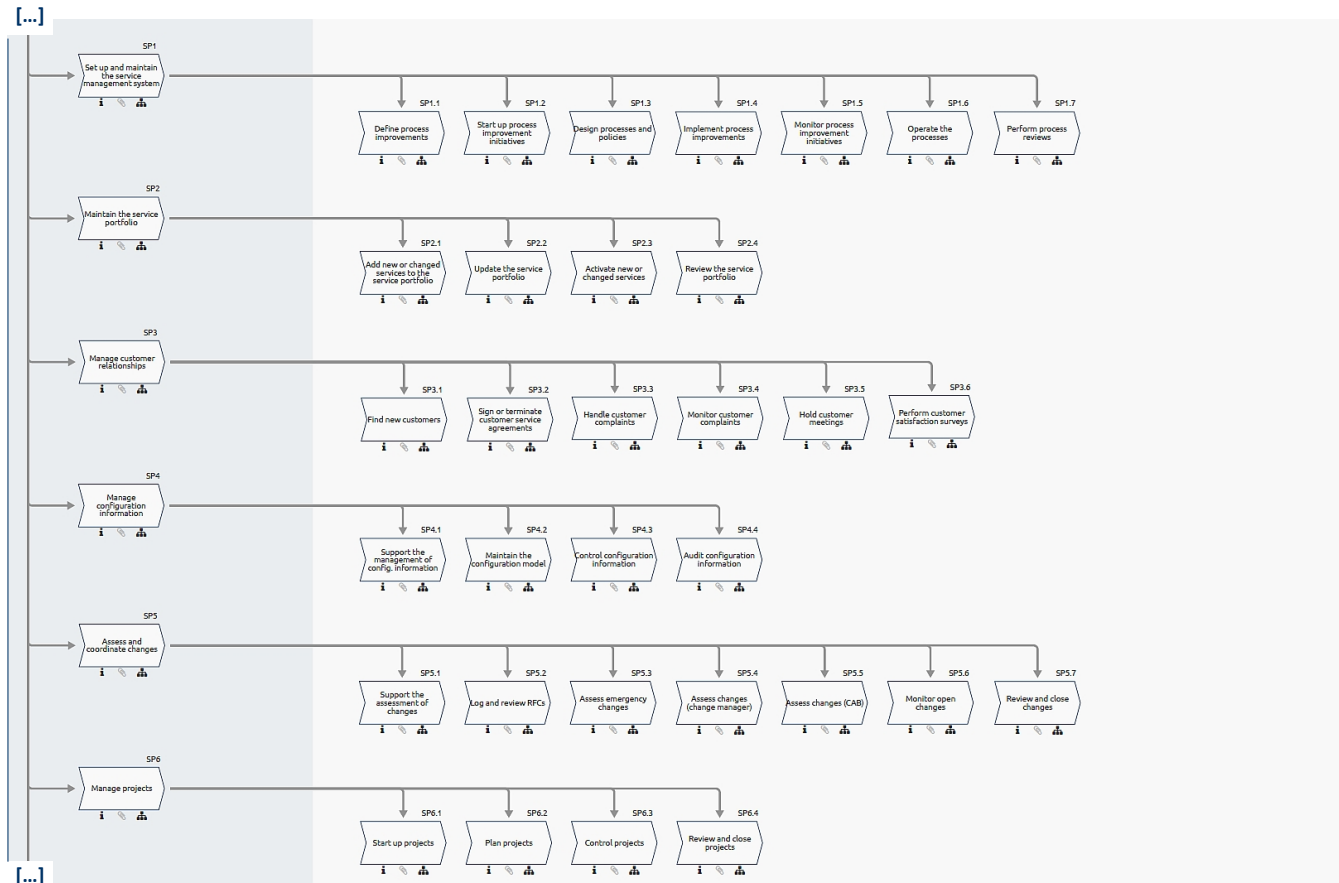 [...]
SP1
Set up and maintain
the service
management system
SP1.1
Define process
improvements
SP1.2
Start up process
improvement
initiatives
SP1.3
Design processes and
policies
SP1.4
Implement process
improvements
SP1.5
Monitor process
improvement
initiatives
SP1.6
Operate the
processes
SP1.7
Perform process
reviews
SP2
Maintain the service
portfolio
SP2.1
Add new or changed
services to the
service portfolio
SP2.2
Update the service
portfolio
SP2.3
Activate new or
changed services
SP2.4
Review the service
portfolio
SP3
Manage customer
relationships
SP3.1
Find new customers
SP3.2
Sign or terminate
customer service
agreements
SP3.3
Handle customer
complaints
SP3.4
Monitor customer
complaints
SP3.5
Hold customer
meetings
SP3.6
Perform customer
satisfaction surveys
SP4
Manage
configuration
information
SP4.1
Support the
management of
config. information
SP4.2
Maintain the
configuration model
SP4.3
Control configuration
information
SP4.4
Audit configuration
information
SP5
Assess and
coordinate changes
SP5.1
Support the
assessment of
changes
SP5.2
Log and review RFCs
SP5.3
Assess emergency
changes
SP5.4
Assess changes
(change manager)
SP5.5
Assess changes (CAB)
SP5.6
Monitor open
changes
SP5.7
Review and close
changes
SP6
Manage projects
SP6.1
Start up projects
SP6.2
Plan projects
SP6.3
Control projects
SP6.4
Review and close
projects
[...]